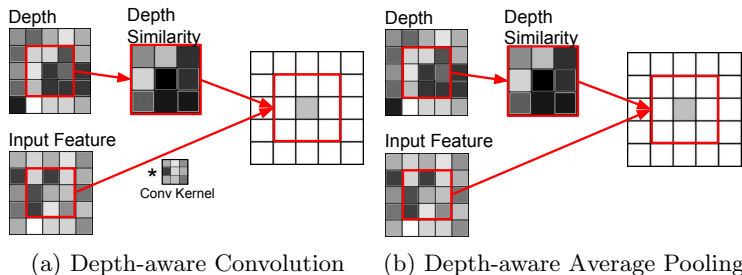 Depth
Depth
Similarity
Input Feature
*
Conv Kernel
(a) Depth-aware Convolution
Depth
Depth
Similarity
Input Feature
(b) Depth-aware Average Pooling